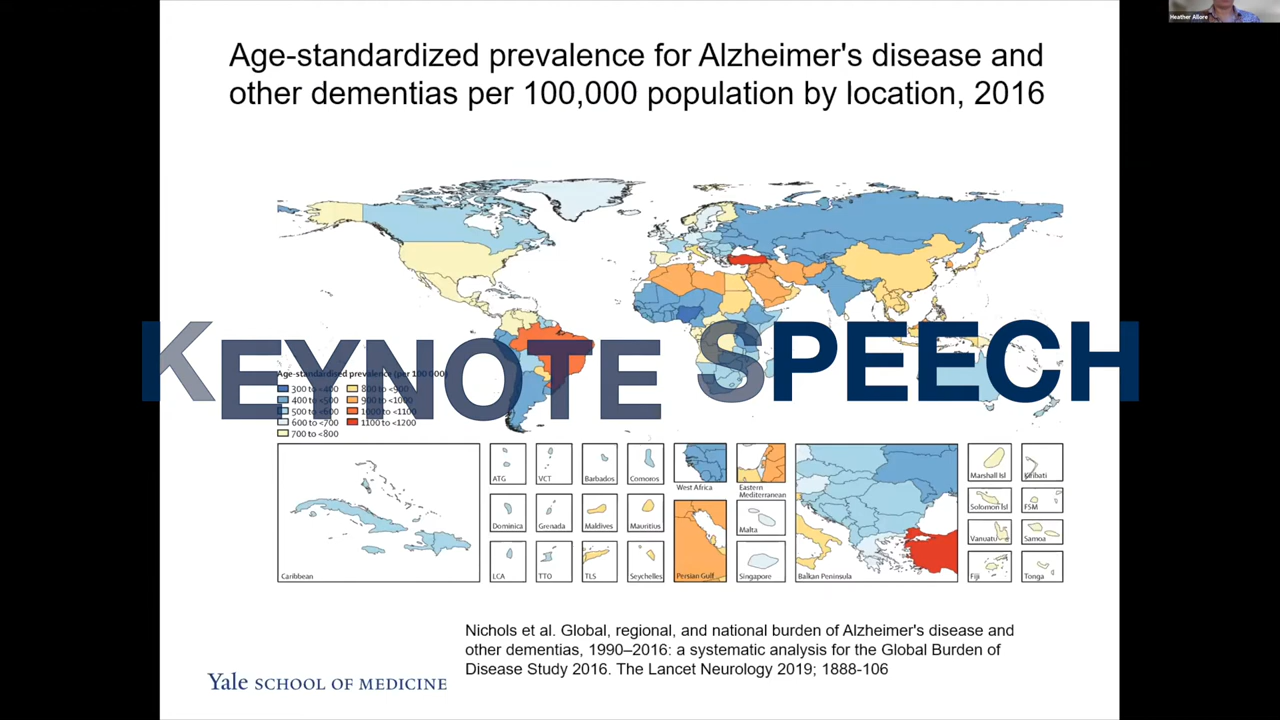 Heather Allore
Age-standardized prevalence for Alzheimer's disease and
other dementias per 100,000 population by location, 2016
KEYNOTE SPEECH
Age-standardised prevalence (per 100 000)
300 to <400
400 to <500
500 to <600
600 to <700
700 to <800
800 to <900
900 to <1000
1000 to <1100
1100 to <1200
ATG
VCT
Barbados
Comoros
West Africa
Eastern
Mediterranean
Marshall Isl
Kiribati
Dominica
Grenada
Maldives
Mauritius
Malta
Solomon Isl
FSM
Vanuatu
Samoa
Caribbean
LCA
TTO
TLS
Seychelles
Persian Gulf
Singapore
Balkan Peninsula
Fiji
Tonga
Nichols et al. Global, regional, and national burden of Alzheimer's disease and
other dementias, 1990–2016: a systematic analysis for the Global Burden of
Disease Study 2016. The Lancet Neurology 2019; 1888-106
Yale SCHOOL OF MEDICINE